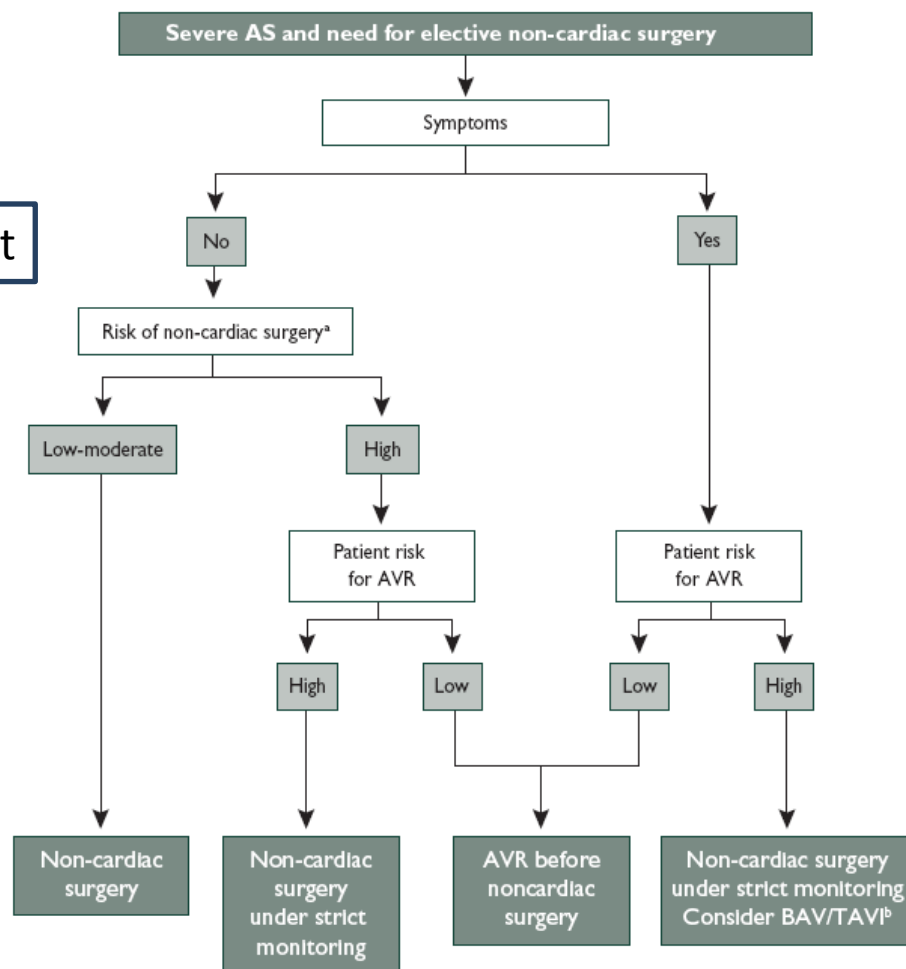 Severe AS and need for elective non-cardiac surgery
Symptoms
t
No
Yes
Risk of non-cardiac surgeryᵃ
Low-moderate
High
Patient risk
for AVR
Patient risk
for AVR
High
Low
Low
High
Non-cardiac
surgery
Non-cardiac
surgery
under strict
monitoring
AVR before
noncardiac
surgery
Non-cardiac surgery
under strict monitoring
Consider BAV/TAVIᵇ